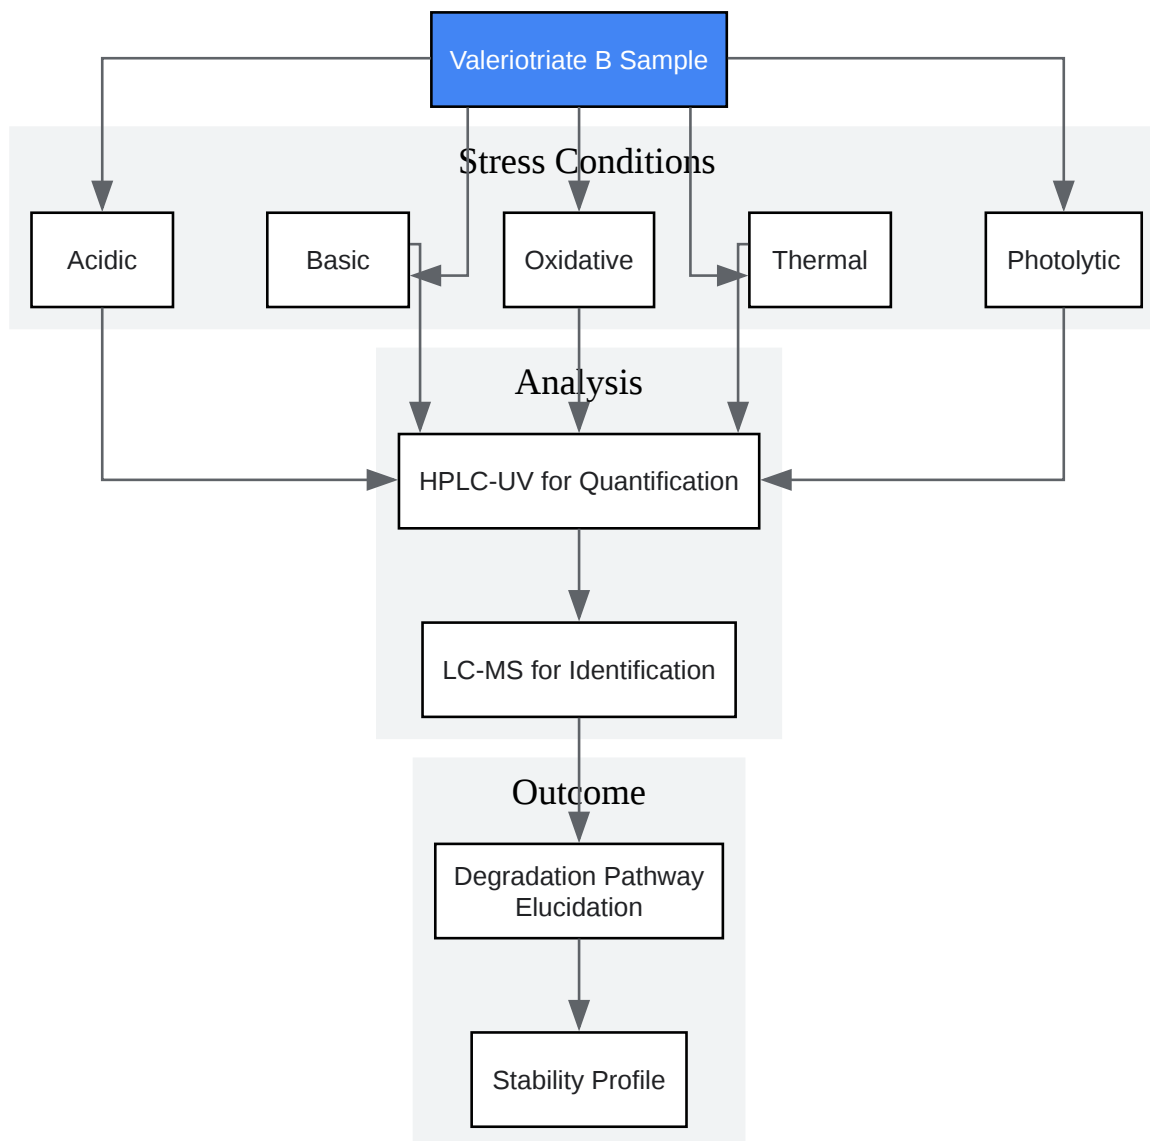 Valeriotriate B Sample
Stress Conditions
Acidic
Basic
Oxidative
Thermal
Photolytic
Analysis
HPLC-UV for Quantification
LC-MS for Identification
Outcome
Degradation Pathway
Elucidation
Stability Profile